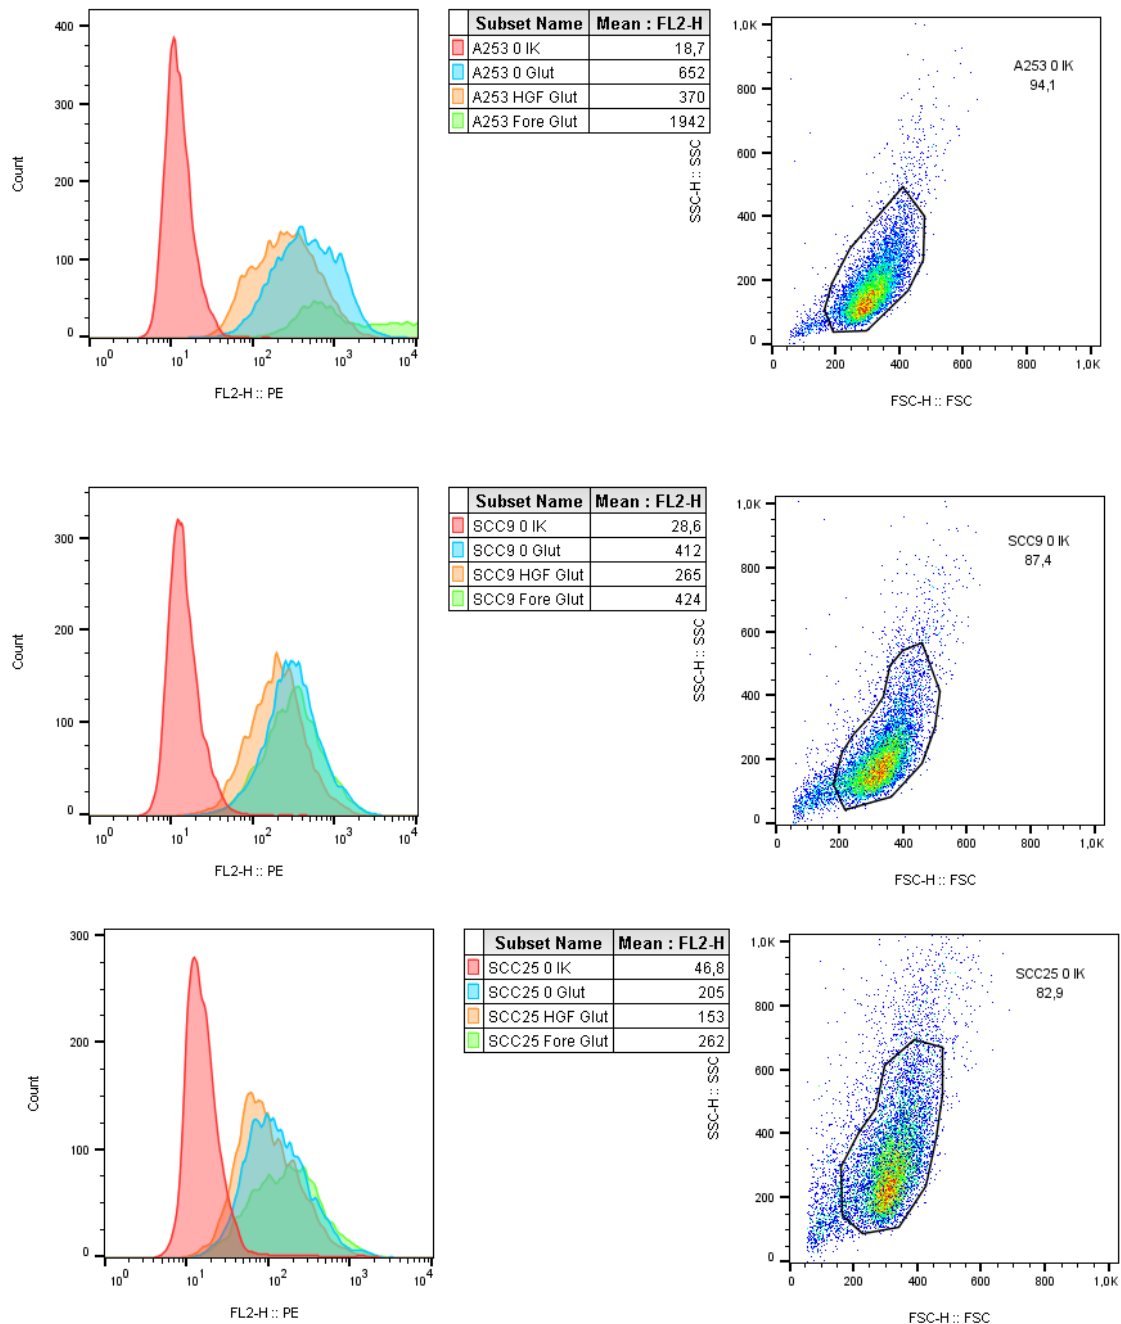 400
300
200
100
0
Count
10^0 10^1 10^2 10^3 10^4
FL2-H :: PE
Subset Name Mean : FL2-H
A253 0 IK 18,7
A253 0 Glut 652
A253 HGF Glut 370
A253 Fore Glut 1942
1,0K
800
600
400
200
0
SSC-H :: SSC
A253 0 IK
94,1
0 200 400 600 800 1,0K
FSC-H :: FSC
300
200
100
0
Count
10^0 10^1 10^2 10^3 10^4
FL2-H :: PE
Subset Name Mean : FL2-H
SCC9 0 IK 28,6
SCC9 0 Glut 412
SCC9 HGF Glut 265
SCC9 Fore Glut 424
1,0K
800
600
400
200
0
SSC-H :: SSC
SCC9 0 IK
87,4
0 200 400 600 800 1,0K
FSC-H :: FSC
300
200
100
0
Count
10^0 10^1 10^2 10^3 10^4
FL2-H :: PE
Subset Name Mean : FL2-H
SCC25 0 IK 46,8
SCC25 0 Glut 205
SCC25 HGF Glut 153
SCC25 Fore Glut 262
1,0K
800
600
400
200
0
SSC-H :: SSC
SCC25 0 IK
82,9
0 200 400 600 800 1,0K
FSC-H :: FSC